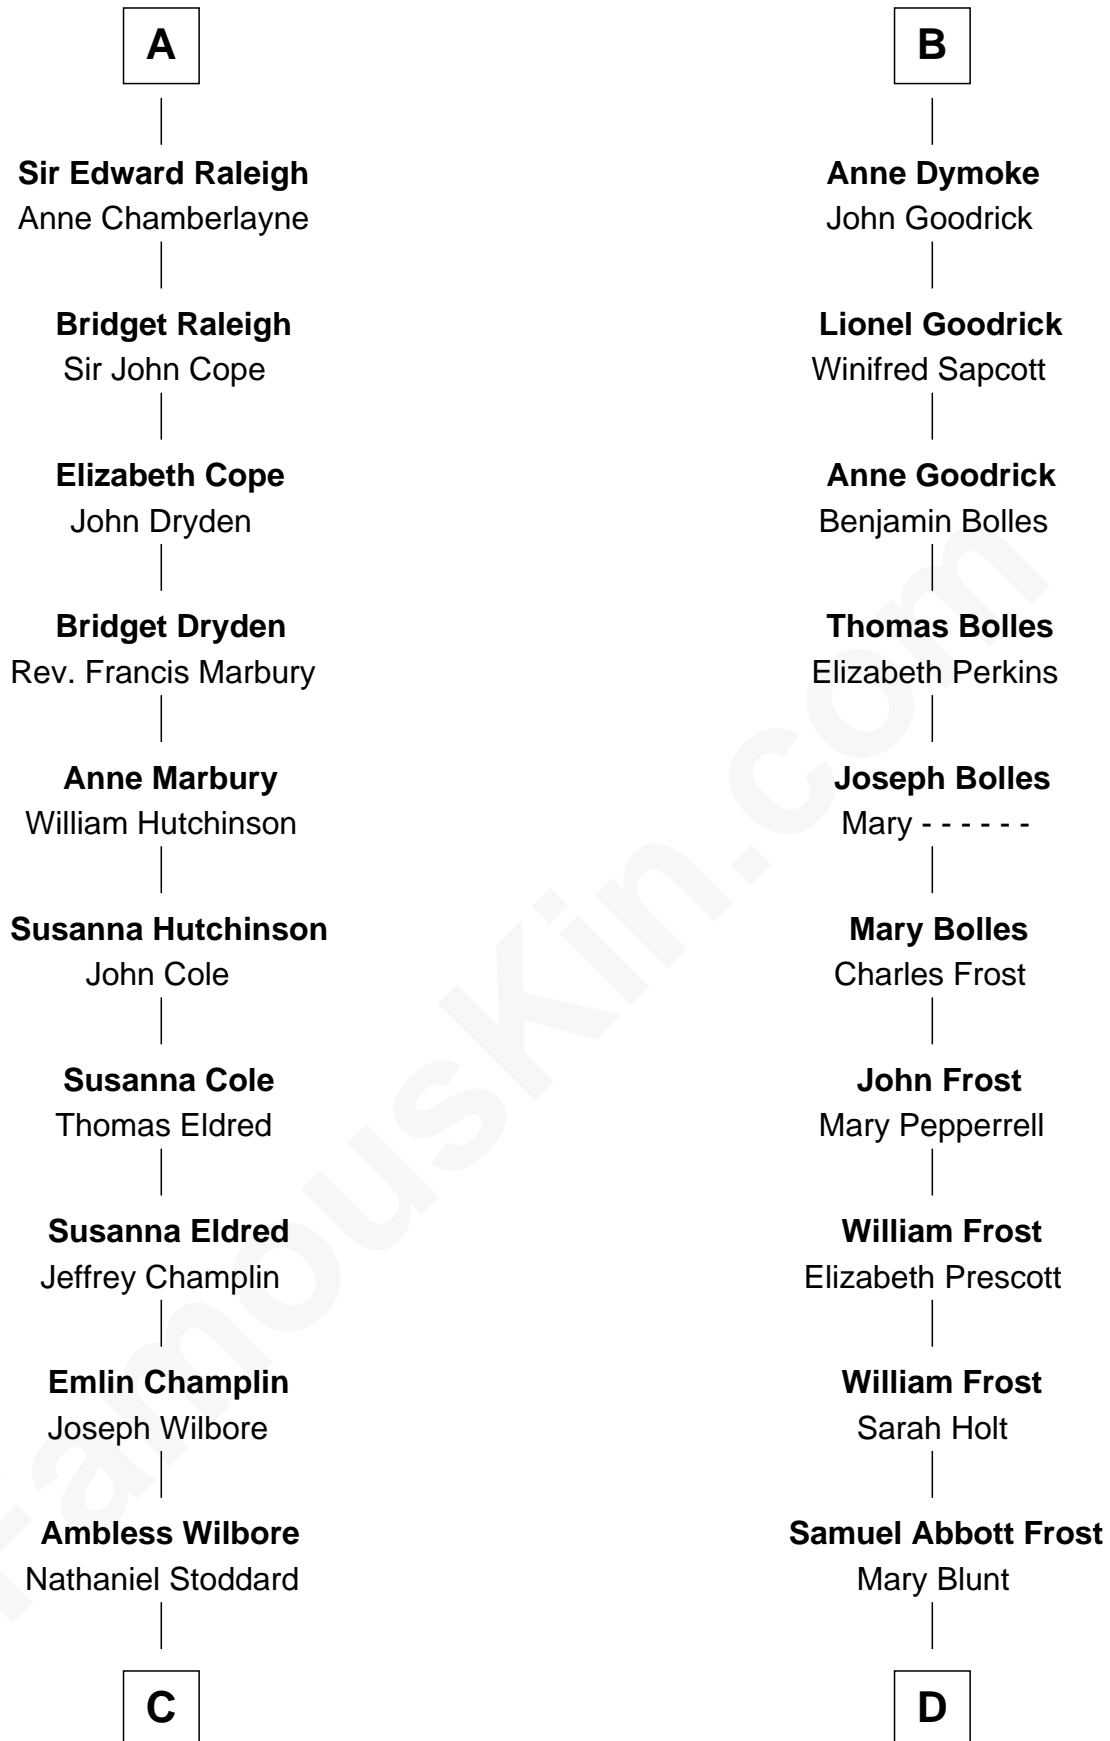 A
Sir Edward Raleigh
Anne Chamberlayne
Bridget Raleigh
Sir John Cope
Elizabeth Cope
John Dryden
Bridget Dryden
Rev. Francis Marbury
Anne Marbury
William Hutchinson
Susanna Hutchinson
John Cole
Susanna Cole
Thomas Eldred
Susanna Eldred
Jeffrey Champlin
Emlin Champlin
Joseph Wilbore
Ambless Wilbore
Nathaniel Stoddard
C
B
Anne Dymoke
John Goodrick
Lionel Goodrick
Winifred Sapcott
Anne Goodrick
Benjamin Bolles
Thomas Bolles
Elizabeth Perkins
Joseph Bolles
Mary - - - - - -
Mary Bolles
Charles Frost
John Frost
Mary Pepperrell
William Frost
Elizabeth Prescott
William Frost
Sarah Holt
Samuel Abbott Frost
Mary Blunt
D
FamousKin.com